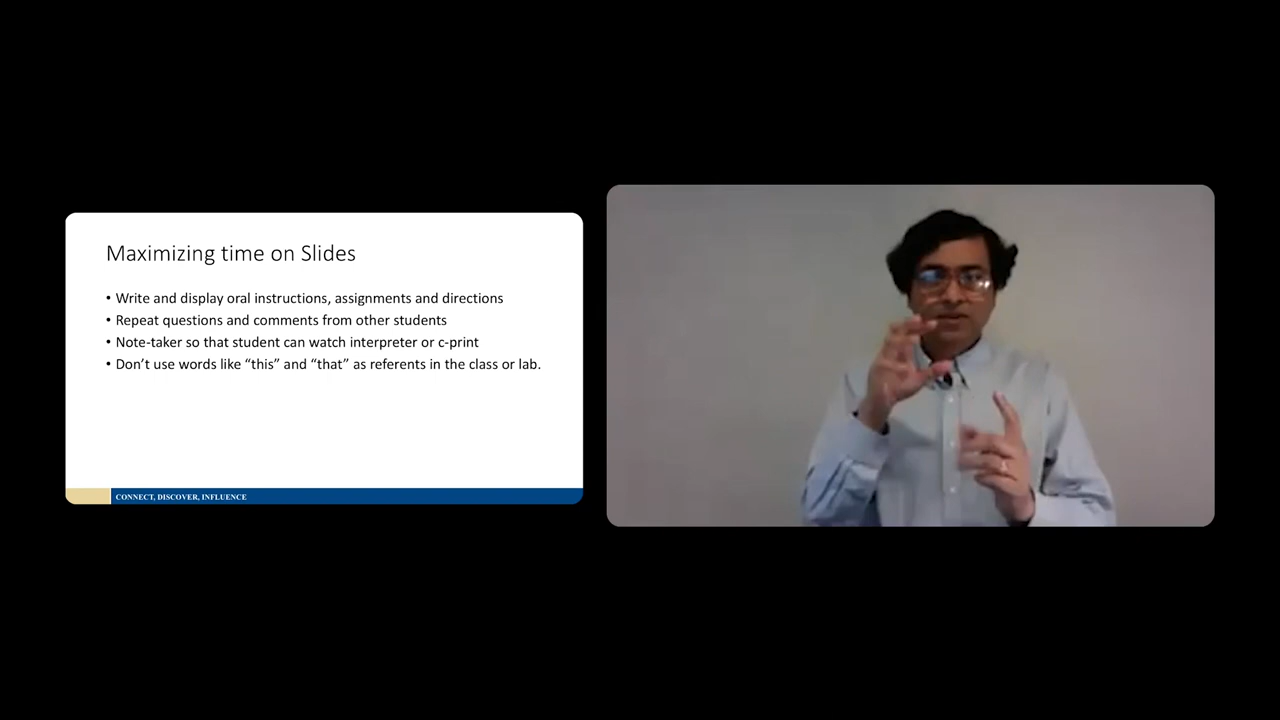 Maximizing time on Slides
• Write and display oral instructions, assignments and directions
• Repeat questions and comments from other students
• Note-taker so that student can watch interpreter or c-print
• Don’t use words like “this” and “that” as referents in the class or lab.
CONNECT, DISCOVER, INFLUENCE